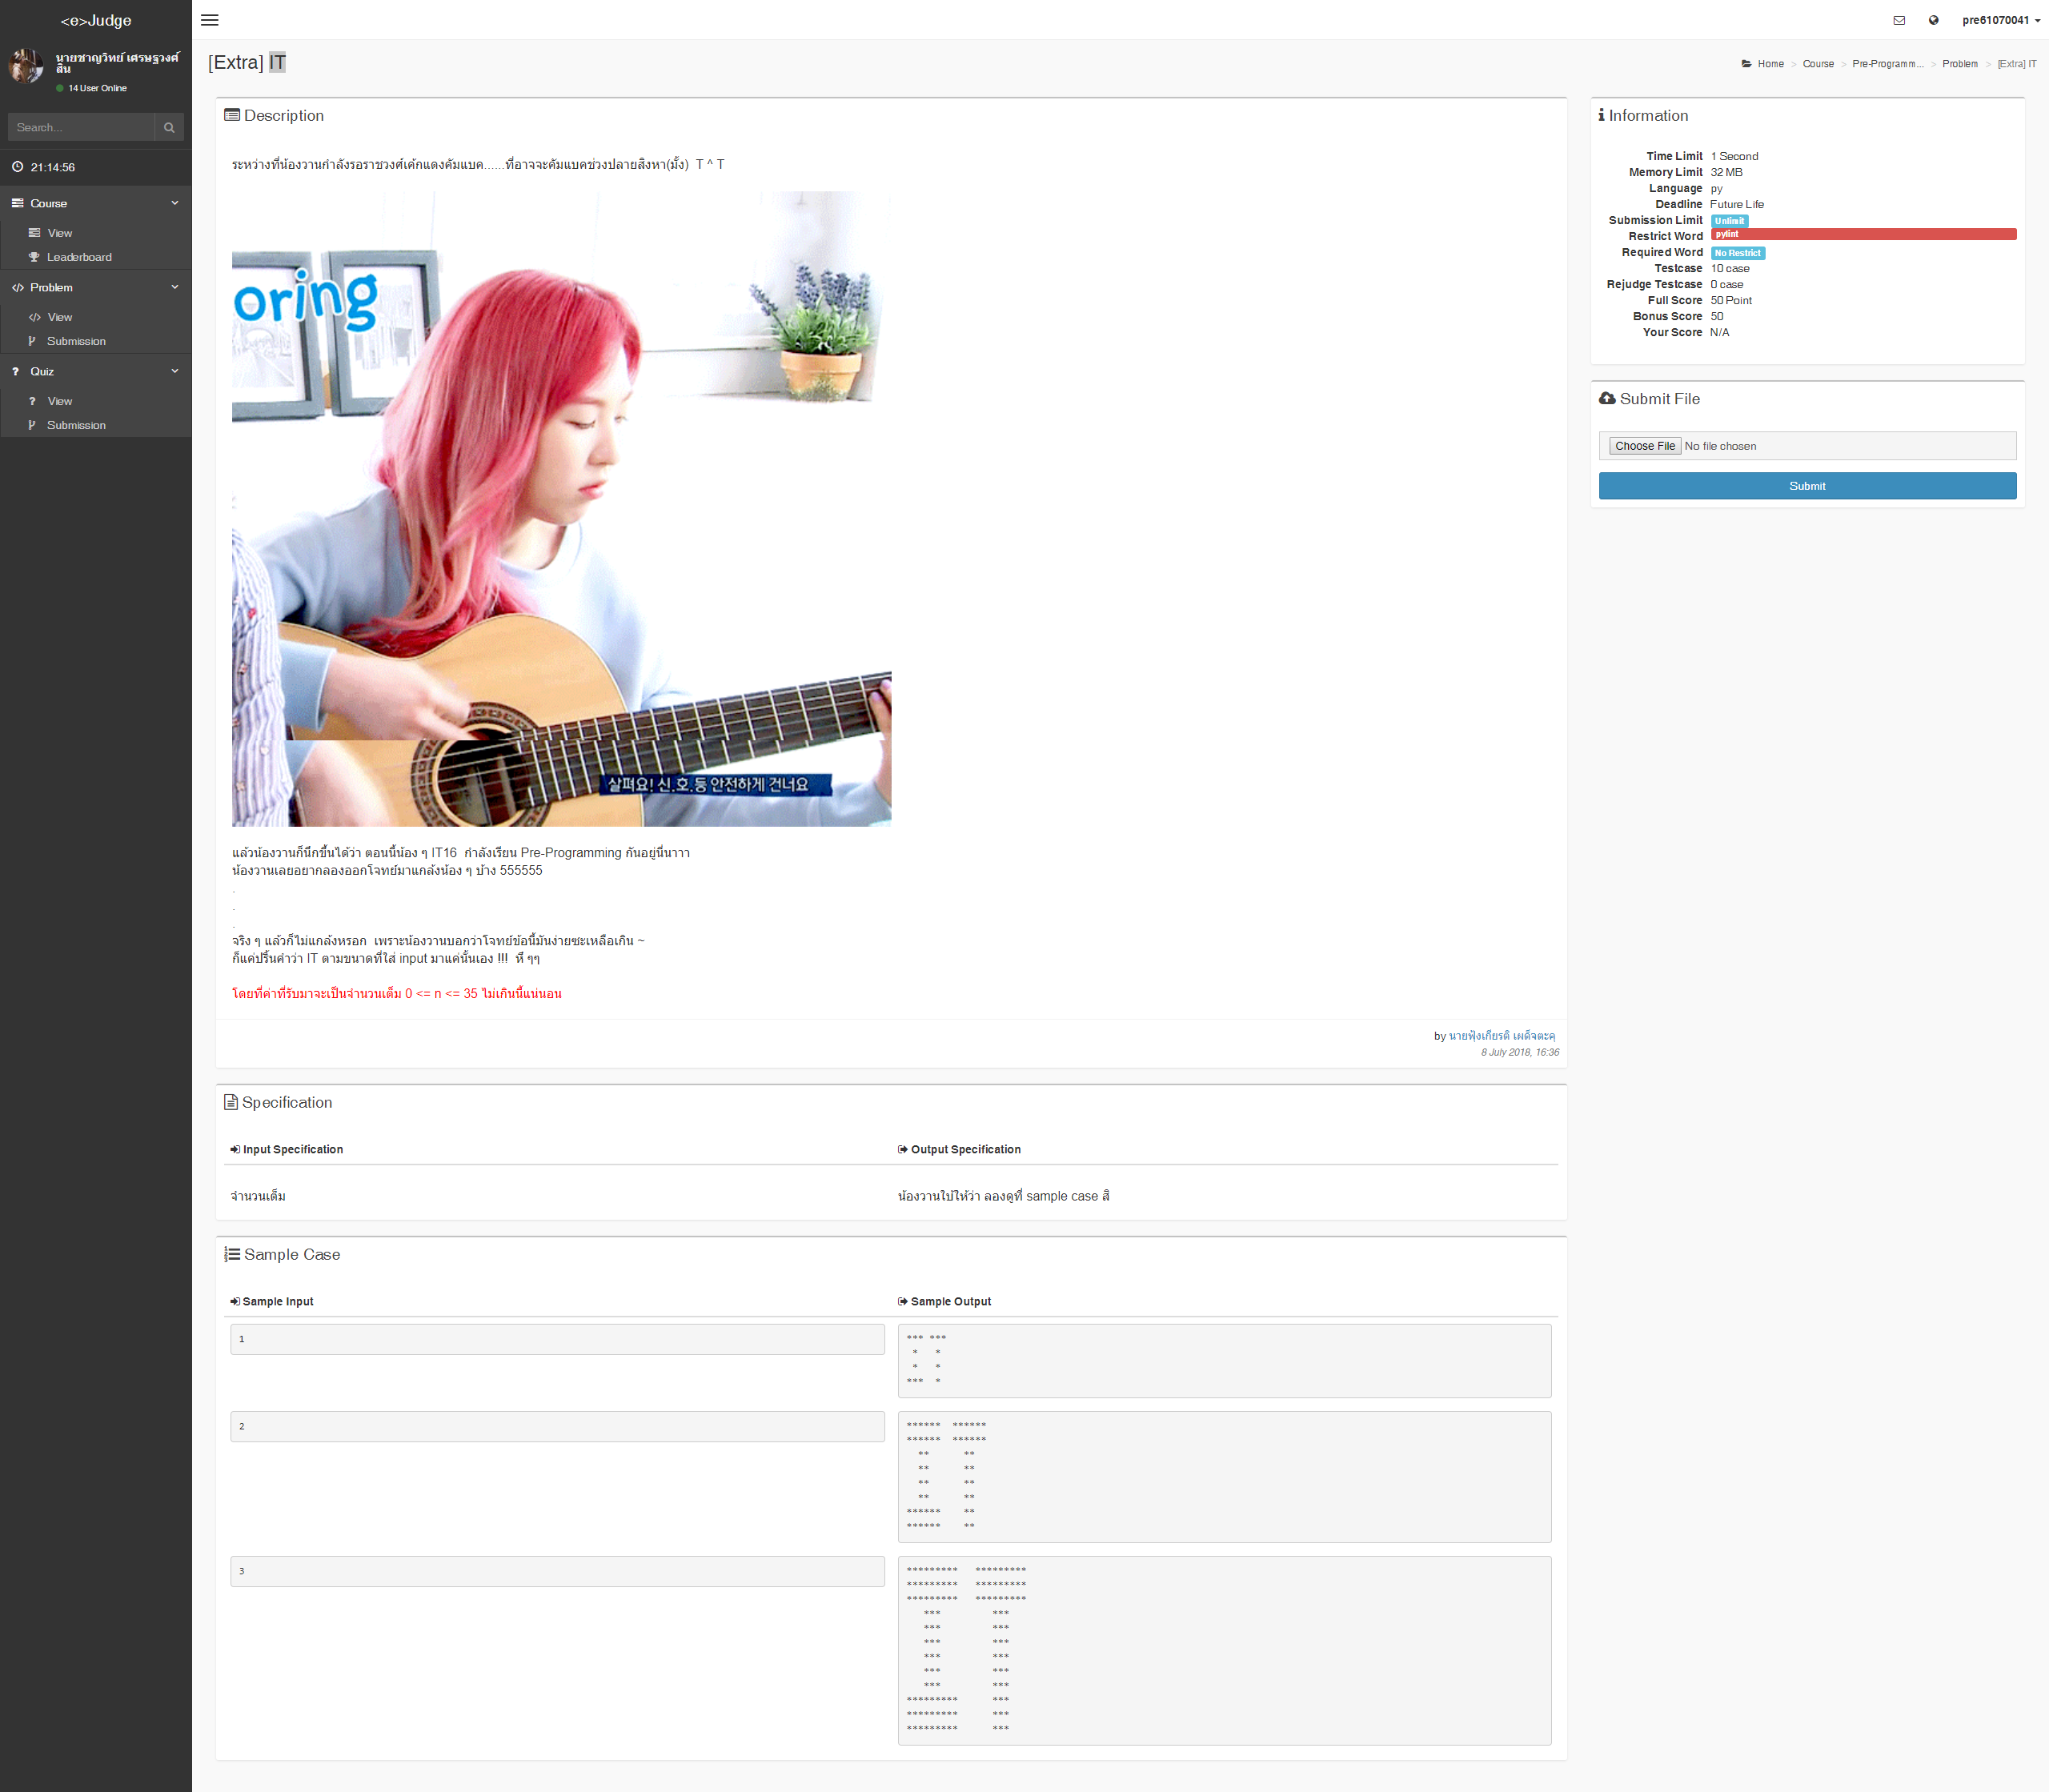 <e>Judge
pre61070041
นายชาญวิทย์ เศรษฐวงศ์
สิน
14 User Online
Search...
21:14:56
Course
View
Leaderboard
Problem
View
Submission
Quiz
View
Submission
[Extra] IT
Home > Course > Pre-Programm... > Problem > [Extra] IT
Description
ระหว่างที่น้องวานกำลังรอราชวงศ์เค้กแดงคัมแบค......ที่อาจจะคัมแบคช่วงปลายสิงหา(มั้ง)  T ^ T
oring
살펴요! 신.호.등 안전하게 건너요
แล้วน้องวานก็นึกขึ้นได้ว่า ตอนนี้น้อง ๆ IT16  กำลังเรียน Pre-Programming กันอยู่นี่นาาา
น้องวานเลยอยากลองออกโจทย์มาแกล้งน้อง ๆ บ้าง 555555
.
.
.
จริง ๆ แล้วก็ไม่แกล้งหรอก  เพราะน้องวานบอกว่าโจทย์ข้อนี้มันง่ายซะเหลือเกิน ~
ก็แค่ปริ้นคำว่า IT ตามขนาดที่ใส่ input มาแค่นั้นเอง !!!  หึ ๆๆ
โดยที่ค่าที่รับมาจะเป็นจำนวนเต็ม 0 <= n <= 35 ไม่เกินนี้แน่นอน
by นายฟุ้งเกียรติ เผด็จตะคุ
8 July 2018, 16:36
Specification
Input Specification
Output Specification
จำนวนเต็ม
น้องวานใบ้ให้ว่า ลองดูที่ sample case สิ
Sample Case
Sample Input
Sample Output
1
*** ***
 *   *
 *   *
***  *
2
******  ******
******  ******
  **      **
  **      **
  **      **
  **      **
******    **
******    **
3
*********   *********
*********   *********
*********   *********
   ***         ***
   ***         ***
   ***         ***
   ***         ***
   ***         ***
   ***         ***
*********      ***
*********      ***
*********      ***
Information
Time Limit 1 Second
Memory Limit 32 MB
Language py
Deadline Future Life
Submission Limit Unlimit
Restrict Word pylint
Required Word No Restrict
Testcase 10 case
Rejudge Testcase 0 case
Full Score 50 Point
Bonus Score 50
Your Score N/A
Submit File
Choose File No file chosen
Submit